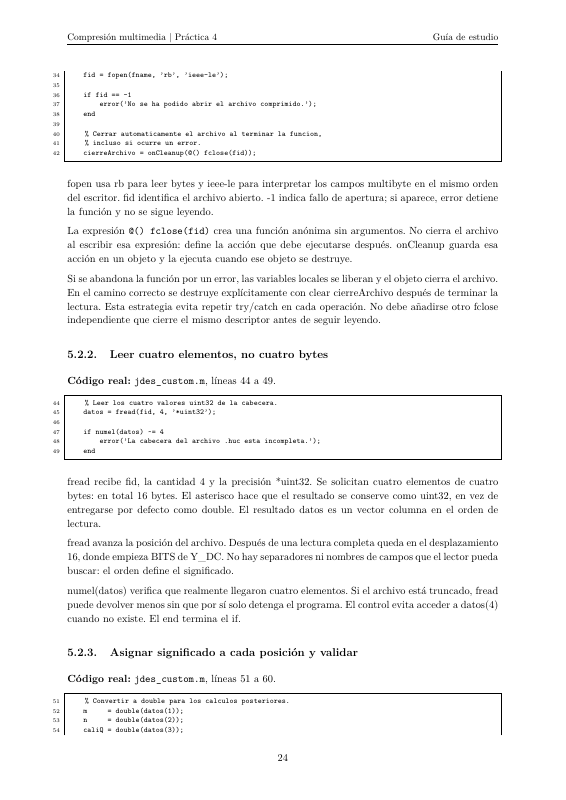 Compresión multimedia | Práctica 4 Guía de estudio
34 fid = fopen(fname, 'rb', 'ieee-le');
35
36 if fid == -1
37 error('No se ha podido abrir el archivo comprimido.');
38 end
39
40 % Cerrar automaticamente el archivo al terminar la funcion,
41 % incluso si ocurre un error.
42 cierreArchivo = onCleanup(@() fclose(fid));
fopen usa rb para leer bytes y ieee-le para interpretar los campos multibyte en el mismo orden
del escritor. fid identifica el archivo abierto. -1 indica fallo de apertura; si aparece, error detiene
la función y no se sigue leyendo.
La expresión @() fclose(fid) crea una función anónima sin argumentos. No cierra el archivo
al escribir esa expresión: define la acción que debe ejecutarse después. onCleanup guarda esa
acción en un objeto y la ejecuta cuando ese objeto se destruye.
Si se abandona la función por un error, las variables locales se liberan y el objeto cierra el archivo.
En el camino correcto se destruye explícitamente con clear cierreArchivo después de terminar la
lectura. Esta estrategia evita repetir try/catch en cada operación. No debe añadirse otro fclose
independiente que cierre el mismo descriptor antes de seguir leyendo.
5.2.2. Leer cuatro elementos, no cuatro bytes
Código real: jdes_custom.m, líneas 44 a 49.
44 % Leer los cuatro valores uint32 de la cabecera.
45 datos = fread(fid, 4, '*uint32');
46
47 if numel(datos) ~= 4
48 error('La cabecera del archivo .huc esta incompleta.');
49 end
fread recibe fid, la cantidad 4 y la precisión *uint32. Se solicitan cuatro elementos de cuatro
bytes: en total 16 bytes. El asterisco hace que el resultado se conserve como uint32, en vez de
entregarse por defecto como double. El resultado datos es un vector columna en el orden de
lectura.
fread avanza la posición del archivo. Después de una lectura completa queda en el desplazamiento
16, donde empieza BITS de Y_DC. No hay separadores ni nombres de campos que el lector pueda
buscar: el orden define el significado.
numel(datos) verifica que realmente llegaron cuatro elementos. Si el archivo está truncado, fread
puede devolver menos sin que por sí solo detenga el programa. El control evita acceder a datos(4)
cuando no existe. El end termina el if.
5.2.3. Asignar significado a cada posición y validar
Código real: jdes_custom.m, líneas 51 a 60.
51 % Convertir a double para los calculos posteriores.
52 m = double(datos(1));
53 n = double(datos(2));
54 caliQ = double(datos(3));
24